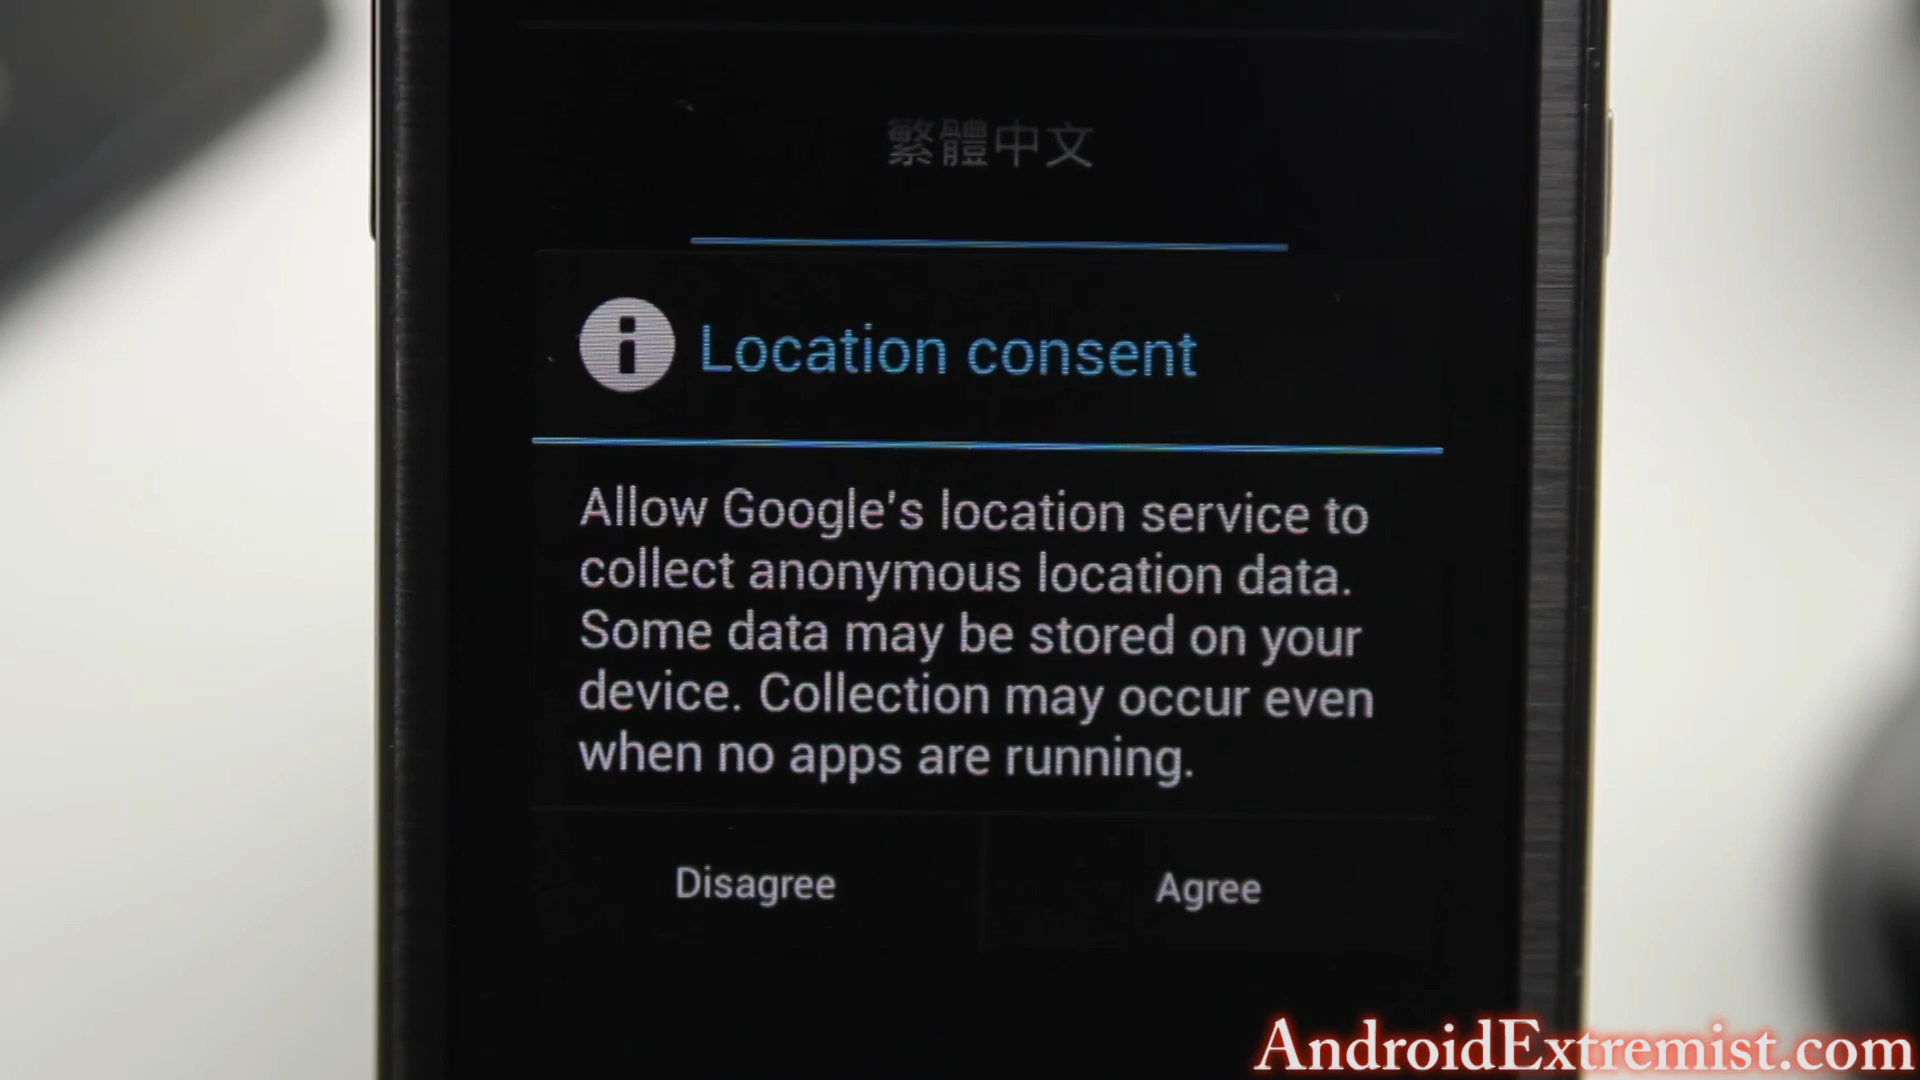 繁體中文
Location consent
Allow Google's location service to
collect anonymous location data.
Some data may be stored on your
device. Collection may occur even
when no apps are running.
Disagree Agree
AndroidExtremist.com